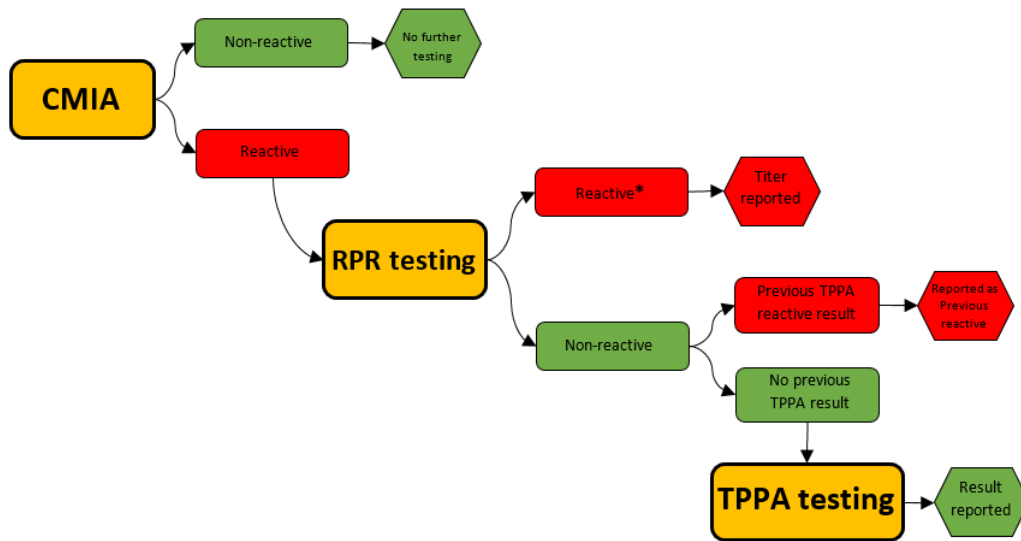 Non-reactive
No further
testing
CMIA
Reactive
Reactive*
Titer
reported
RPR testing
Previous TPPA
reactive result
Reported as
Previous
reactive
Non-reactive
No previous
TPPA result
TPPA testing
Result
reported